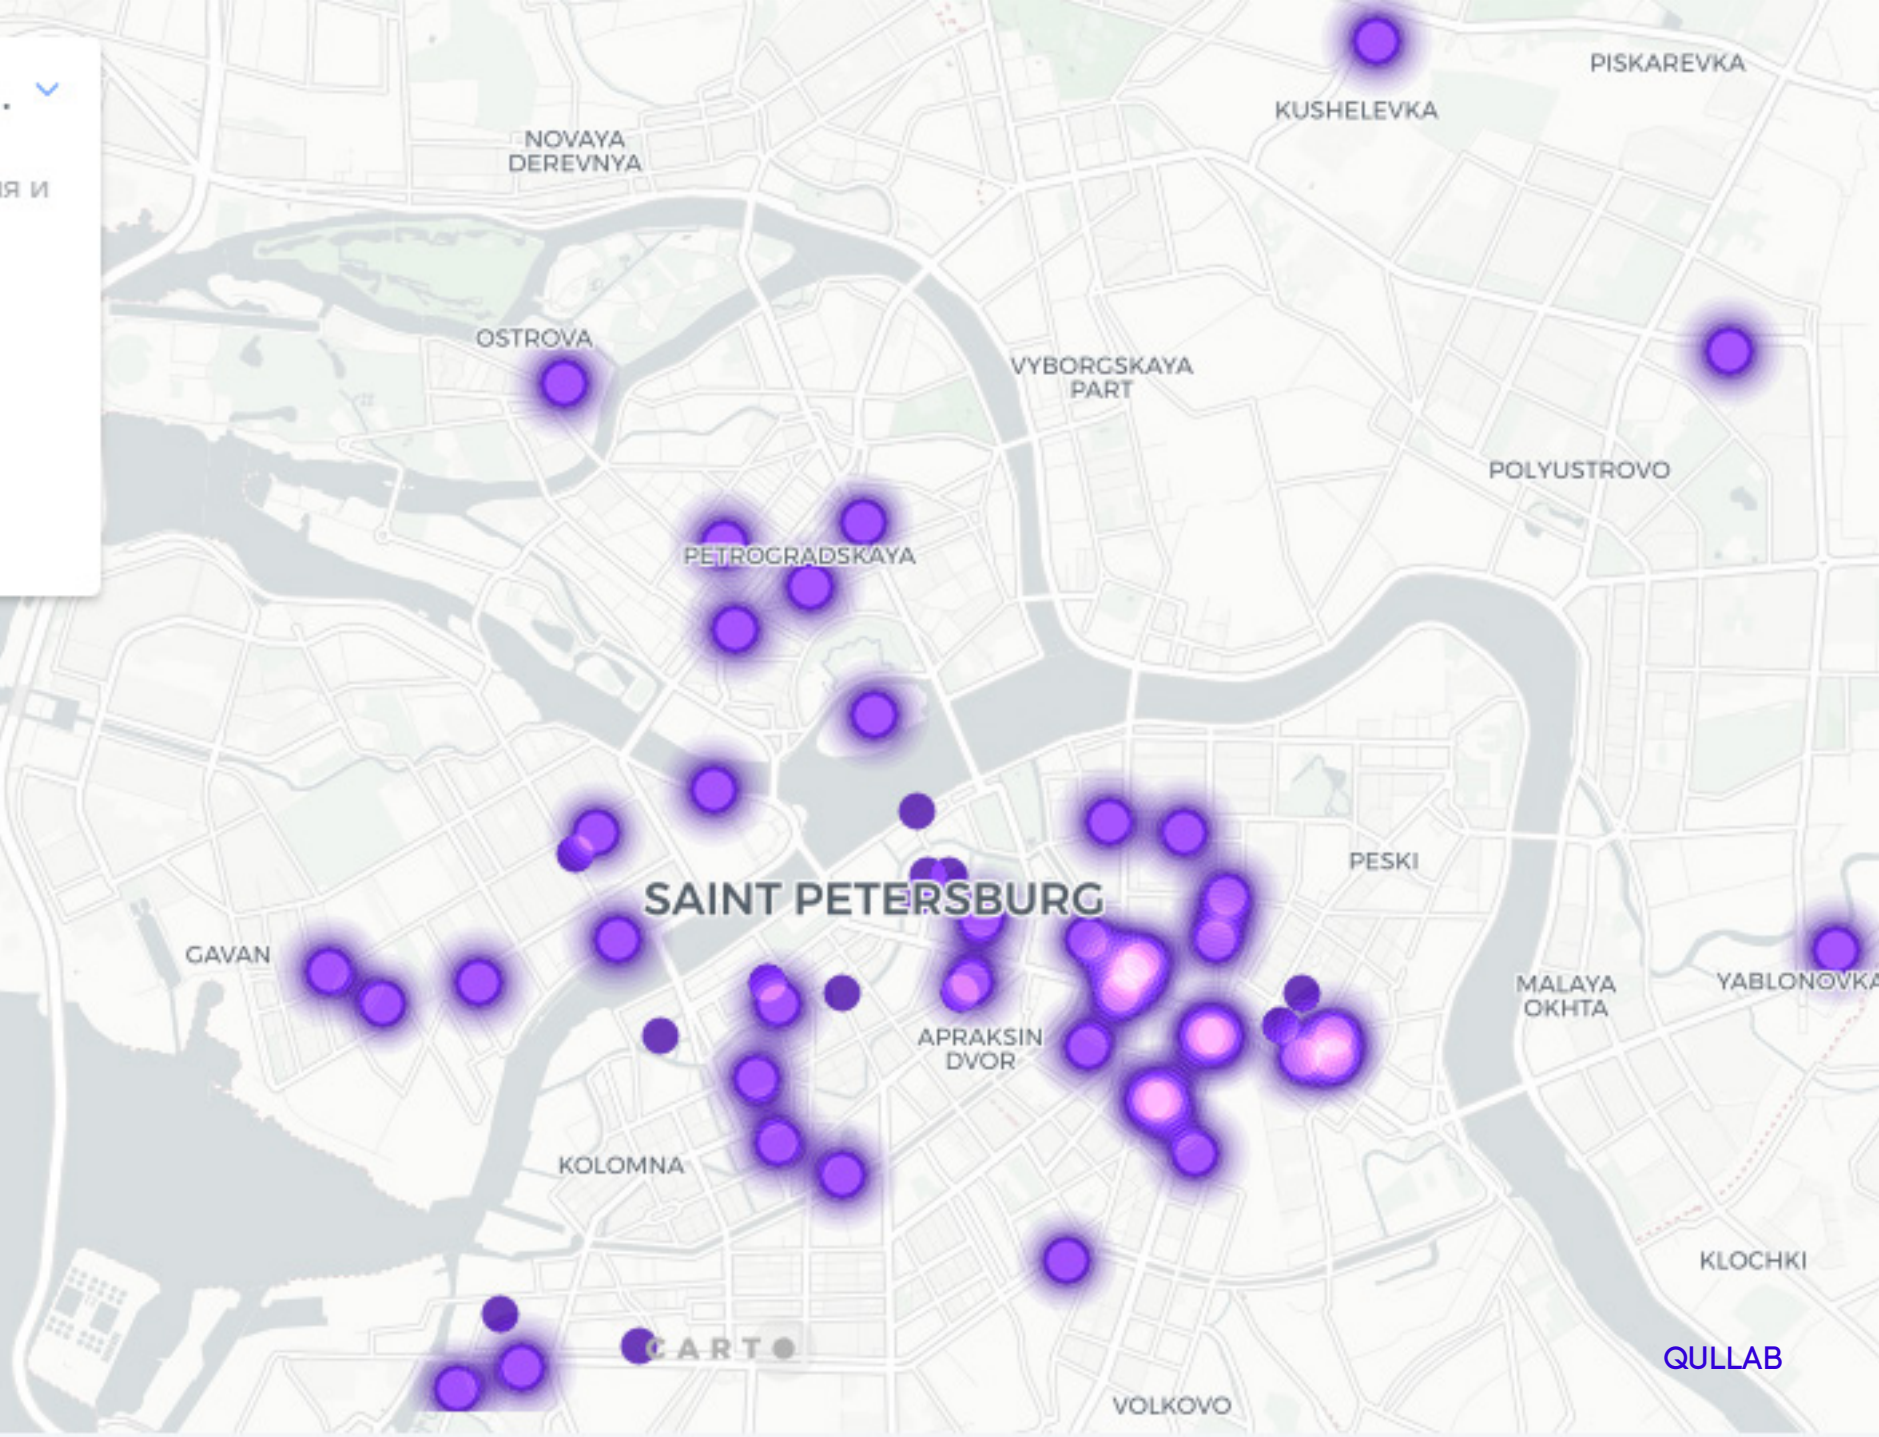 PISKAREVKA
.
KUSHELEVKA
NOVAYA
DEREVNYA
я и
OSTROVA
VYBORGSKAYA
PART
POLYUSTROVO
PETROGRADSKAYA
PESKI
SAINT PETERSBURG
GAVAN
YABLONOVKA
MALAYA
OKHTA
APRAKSIN
DVOR
KOLOMNA
KLOCHKI
CARTO
QULLAB
VOLKOVO